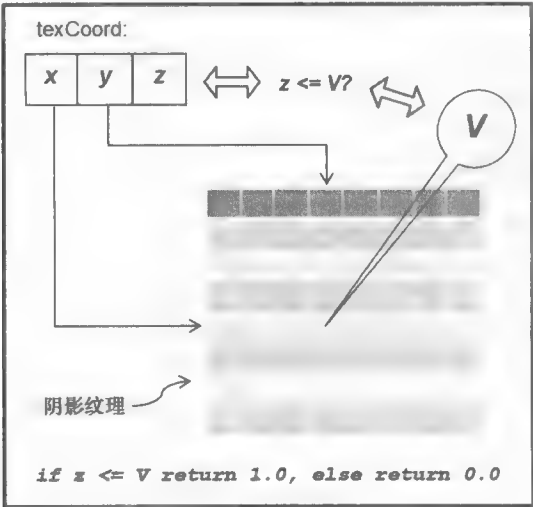 texCoord:
x y z z <= V? V
阴影纹理
if z <= V return 1.0, else return 0.0